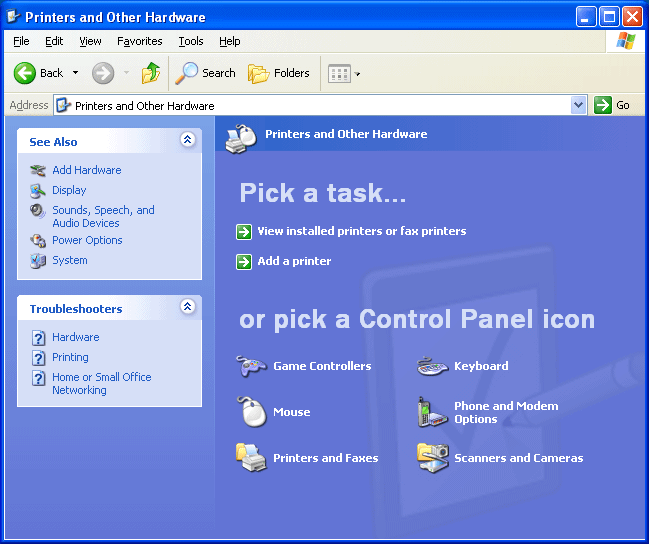 Printers and Other Hardware
File Edit View Favorites Tools Help
Back Search Folders
Address Printers and Other Hardware Go
See Also
Add Hardware
Display
Sounds, Speech, and
Audio Devices
Power Options
System
Troubleshooters
Hardware
Printing
Home or Small Office
Networking
Printers and Other Hardware
Pick a task...
View installed printers or fax printers
Add a printer
or pick a Control Panel icon
Game Controllers Keyboard
Mouse Phone and Modem
Options
Printers and Faxes Scanners and Cameras